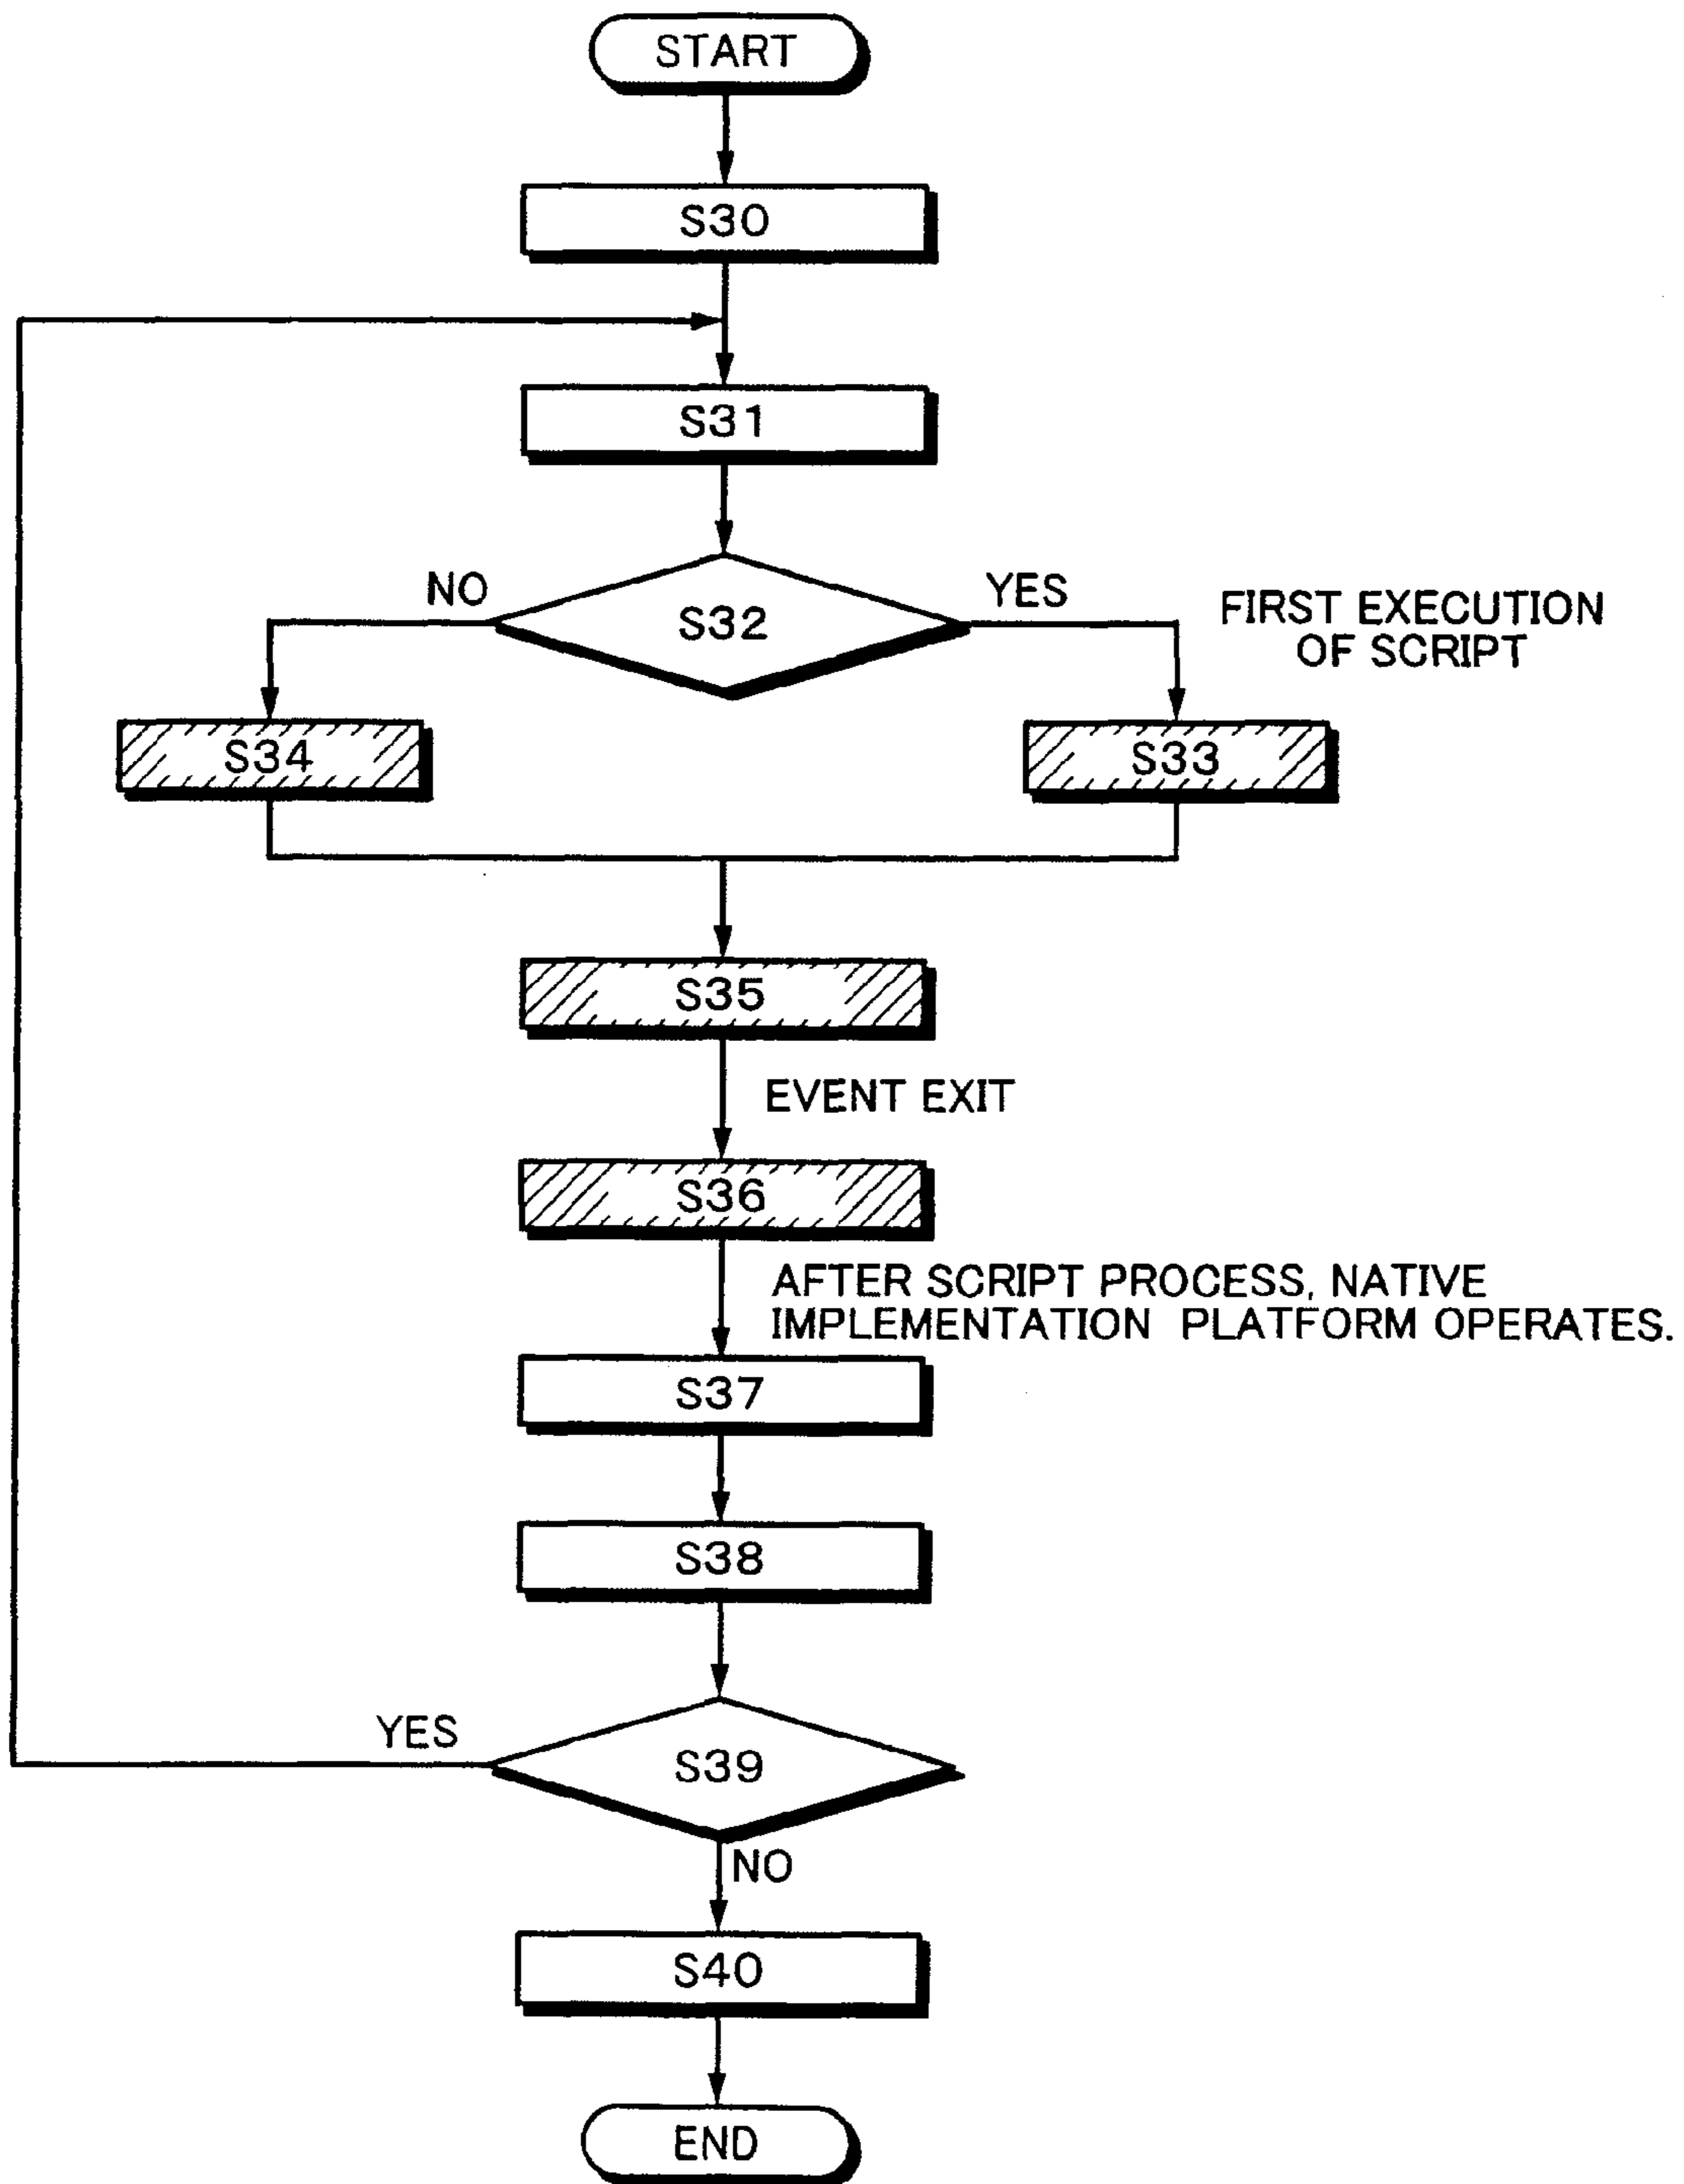 START
S30
S31
NO
YES
S32
FIRST EXECUTION
OF SCRIPT
S34
S33
S35
EVENT EXIT
S36
AFTER SCRIPT PROCESS, NATIVE
IMPLEMENTATION PLATFORM OPERATES.
S37
S38
YES
S39
NO
S40
END